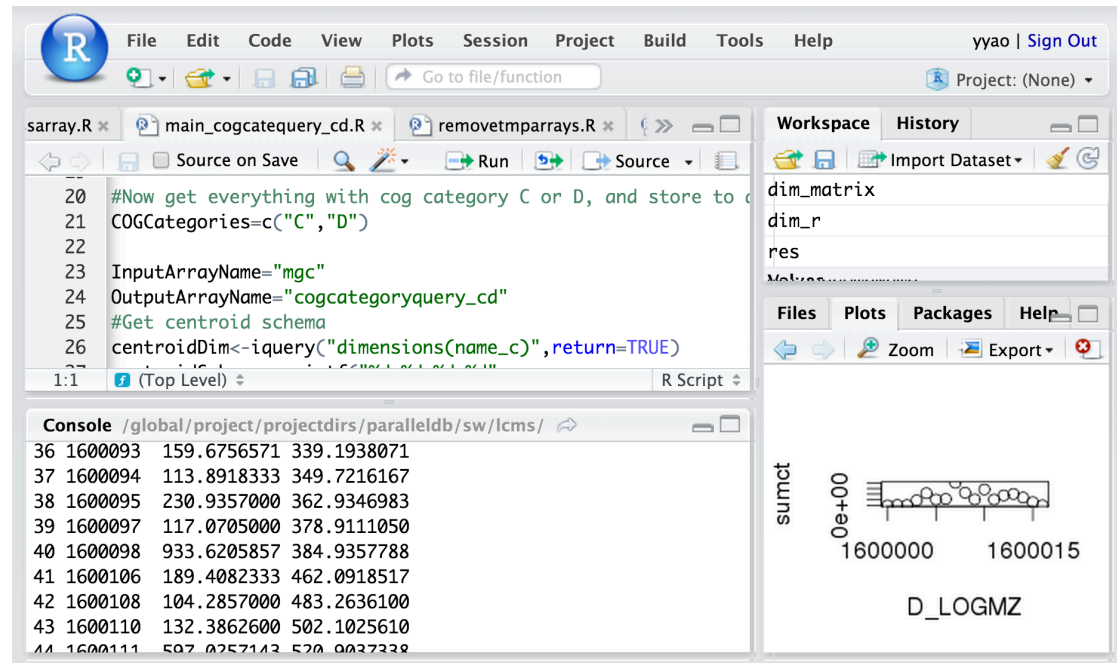 R File Edit Code View Plots Session Project Build Tools Help yyao | Sign Out
Go to file/function Project: (None)
sarray.R main_cogcatequery_cd.R removetmparrays.R
Source on Save Run Source
20 #Now get everything with cog category C or D, and store to
21 COGCategories=c("C","D")
22
23 InputArrayName="mgc"
24 OutputArrayName="cogcategoryquery_cd"
25 #Get centroid schema
26 centroidDim<-iquery("dimensions(name_c)",return=TRUE)
1:1 (Top Level) R Script
Console /global/project/projectdirs/paralleldb/sw/lcms/
36 1600093 159.6756571 339.1938071
37 1600094 113.8918333 349.7216167
38 1600095 230.9357000 362.9346983
39 1600097 117.0705000 378.9111050
40 1600098 933.6205857 384.9357788
41 1600106 189.4082333 462.0918517
42 1600108 104.2857000 483.2636100
43 1600110 132.3862600 502.1025610
44 1600111 597.0257143 520.9037338
Workspace History
Import Dataset
dim_matrix
dim_r
res
Files Plots Packages Help
Zoom Export
sumct
0e+00
1600000 1600015
D_LOGMZ